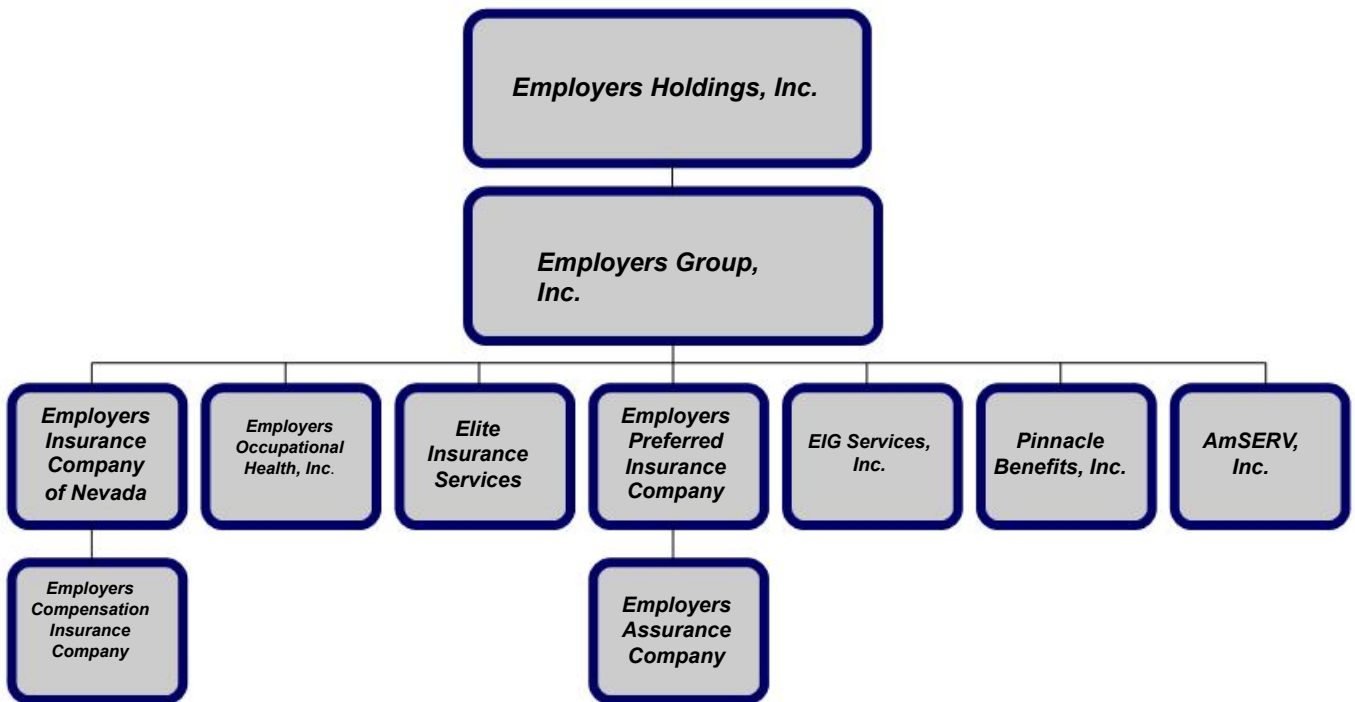 Employers Holdings, Inc.
Employers Group,
Inc.
Employers
Insurance
Company
of Nevada
Employers
Occupational
Health, Inc.
Elite
Insurance
Services
Employers
Preferred
Insurance
Company
EIG Services,
Inc.
Pinnacle
Benefits, Inc.
AmSERV,
Inc.
Employers
Compensation
Insurance
Company
Employers
Assurance
Company